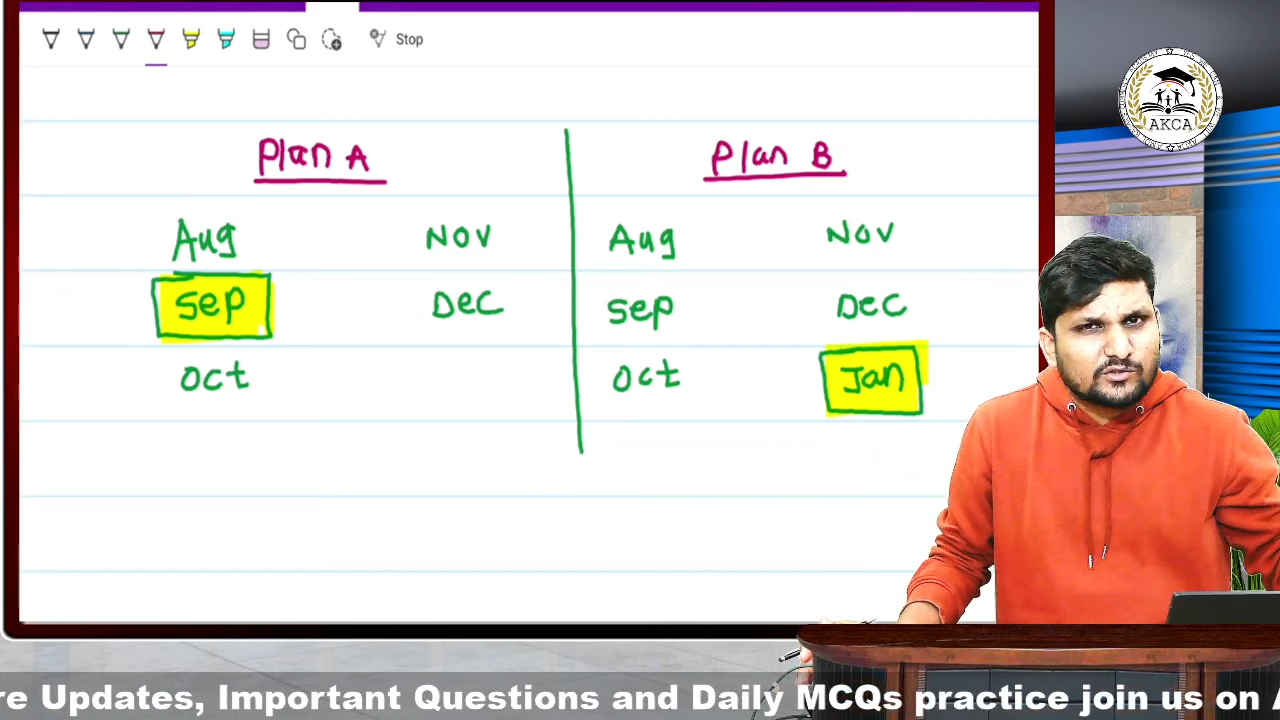 Stop
Plan A
Plan B
Aug Nov
Sep Dec
Oct
Aug Nov
Sep Dec
Oct Jan
AKCA
re Updates, Important Questions and Daily MCQs practice join us on A